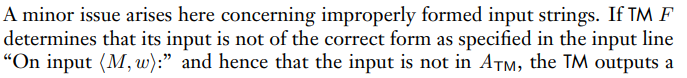 A minor issue arises here concerning improperly formed input strings. If TM F
determines that its input is not of the correct form as specified in the input line
“On input ⟨M, w⟩:” and hence that the input is not in A_TM, the TM outputs a